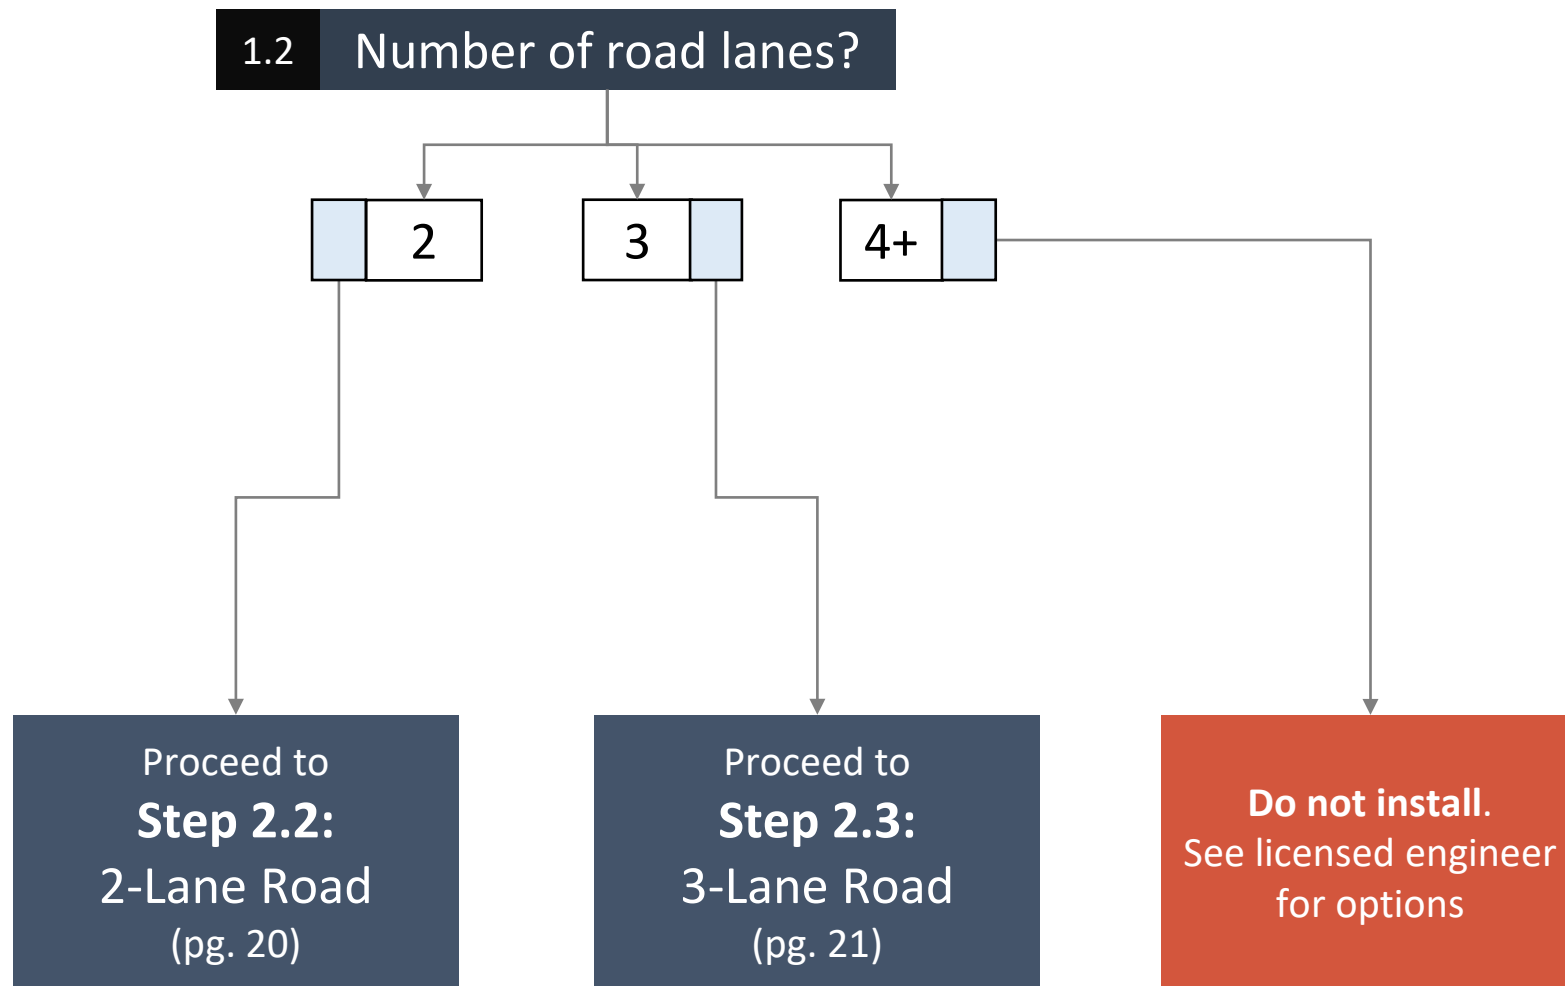 1.2 Number of road lanes?
2 3 4+
Proceed to
Step 2.2:
2-Lane Road
(pg. 20)
Proceed to
Step 2.3:
3-Lane Road
(pg. 21)
Do not install.
See licensed engineer
for options